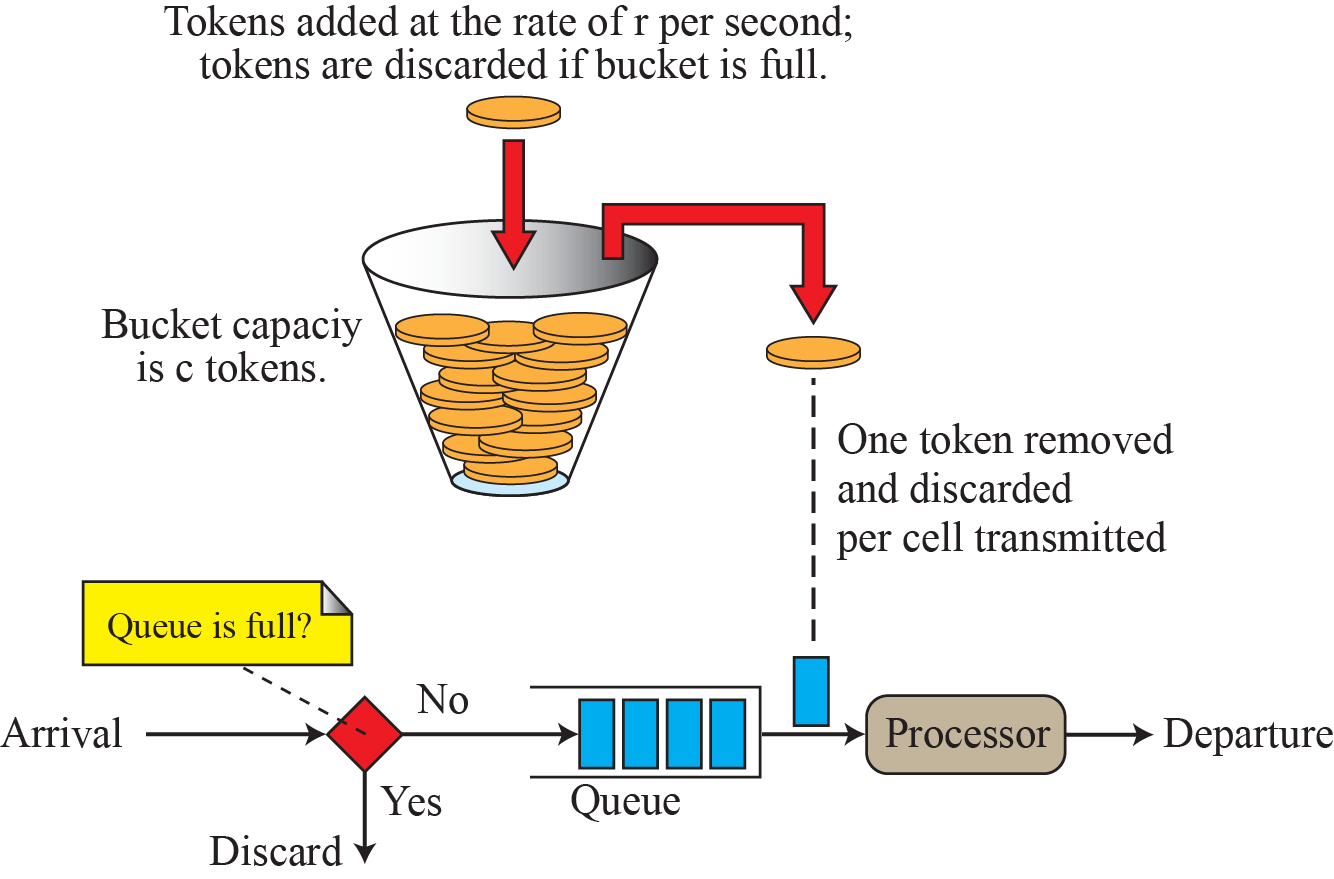 Tokens added at the rate of r per second;
tokens are discarded if bucket is full.
Bucket capaciy
is c tokens.
One token removed
and discarded
per cell transmitted
Queue is full?
Arrival
No
Yes
Discard
Queue
Processor
Departure